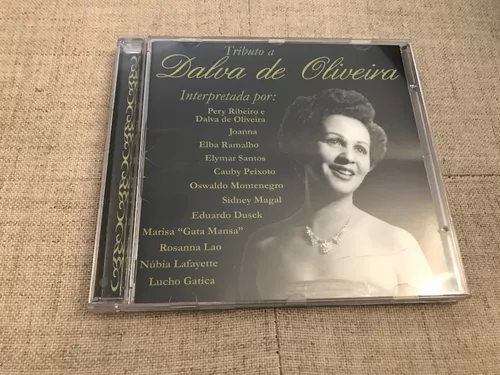 Tributo a
Dalva de Oliveira
Interpretada por:
Pery Ribeiro e
Dalva de Oliveira
Joanna
Elba Ramalho
Elymar Santos
Cauby Peixoto
Oswaldo Montenegro
Sidney Magal
Eduardo Dusek
Marisa "Gata Mansa"
Rosanna Lao
Núbia Lafayette
Lucho Gatica